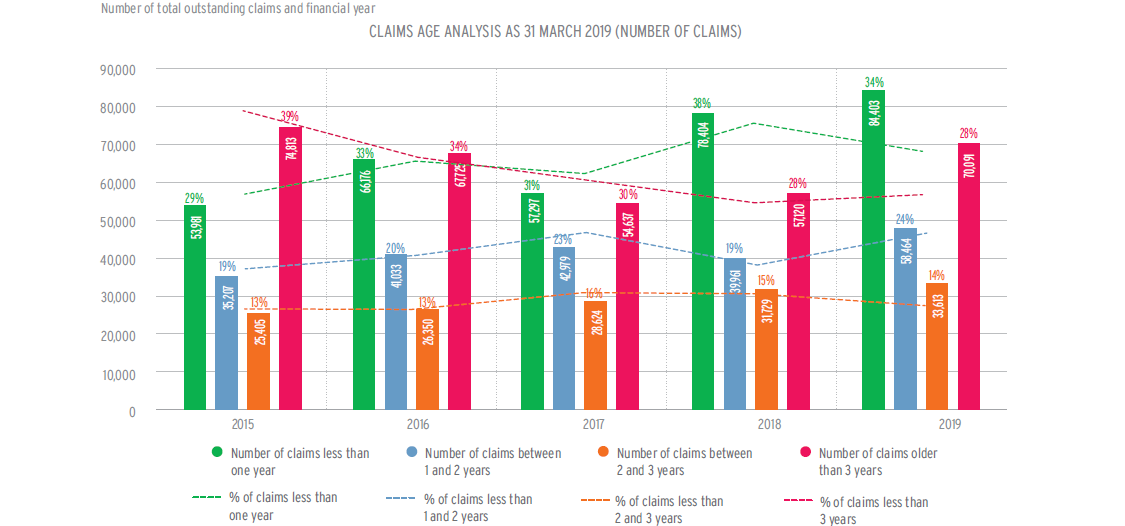 Number of total outstanding claims and financial year
CLAIMS AGE ANALYSIS AS 31 MARCH 2019 (NUMBER OF CLAIMS)
90,000
80,000
70,000
60,000
50,000
40,000
30,000
20,000
10,000
0
29%
53,981
19%
35,207
13%
25,405
39%
74,813
33%
66,176
20%
41,033
13%
26,350
34%
67,725
31%
57,297
23%
42,979
16%
28,624
30%
54,637
38%
78,404
19%
39,961
15%
31,729
28%
57,120
34%
84,403
24%
58,464
14%
33,613
28%
70,091
2015 2016 2017 2018 2019
Number of claims less than
one year
Number of claims between
1 and 2 years
Number of claims between
2 and 3 years
Number of claims older
than 3 years
% of claims less than
one year
% of claims less than
1 and 2 years
% of claims less than
2 and 3 years
% of claims less than
3 years